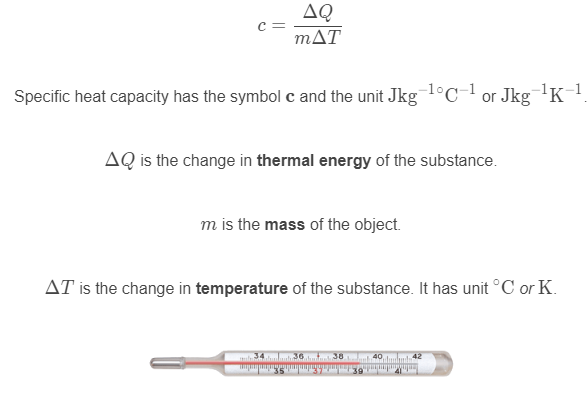 c = ΔQ / mΔT
Specific heat capacity has the symbol c and the unit Jkg⁻¹°C⁻¹ or Jkg⁻¹K⁻¹.
ΔQ is the change in thermal energy of the substance.
m is the mass of the object.
ΔT is the change in temperature of the substance. It has unit °C or K.
34 36 38 40 42
35 37 39 41